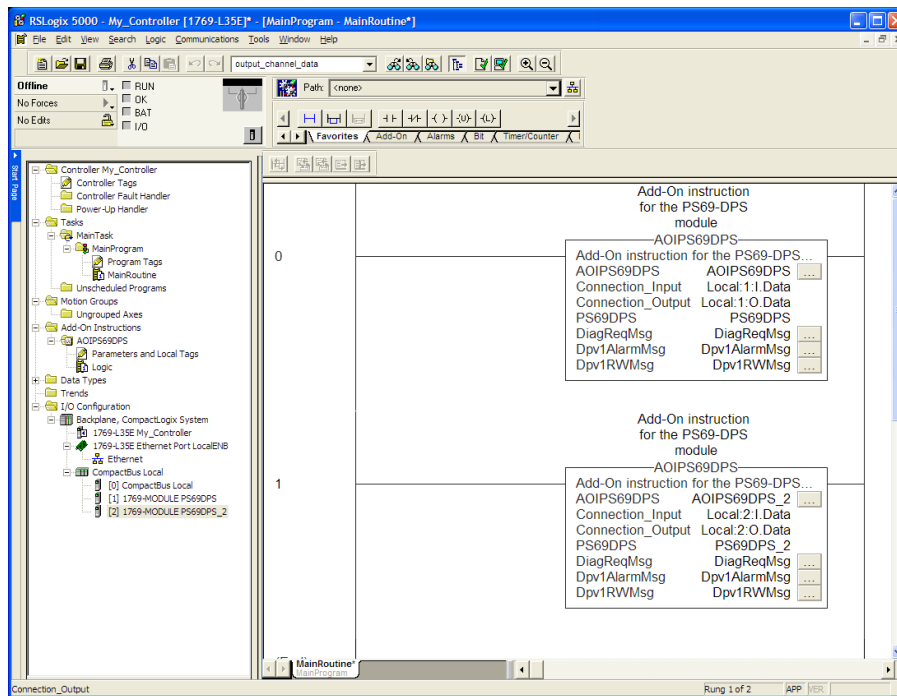 RSLogix 5000 - My_Controller [1769-L35E]* - [MainProgram - MainRoutine*]
File Edit View Search Logic Communications Tools Window Help
output_channel_data
Offline
RUN
No Forces
OK
No Edits
BAT
I/O
Path: <none>
Favorites Add-On Alarms Bit Timer/Counter
Start Page
Controller My_Controller
Controller Tags
Controller Fault Handler
Power-Up Handler
Tasks
MainTask
MainProgram
Program Tags
MainRoutine
Unscheduled Programs
Motion Groups
Ungrouped Axes
Add-On Instructions
AOIPS69DPS
Parameters and Local Tags
Logic
Data Types
Trends
I/O Configuration
Backplane, CompactLogix System
1769-L35E My_Controller
1769-L35E Ethernet Port LocalENB
Ethernet
CompactBus Local
[0] CompactBus Local
[1] 1769-MODULE PS69DPS
[2] 1769-MODULE PS69DPS_2
0
Add-On instruction
for the PS69-DPS
module
AOIPS69DPS
Add-On instruction for the PS69-DPS...
AOIPS69DPS AOIPS69DPS ...
Connection_Input Local:1:I.Data
Connection_Output Local:1:O.Data
PS69DPS PS69DPS
DiagReqMsg DiagReqMsg ...
Dpv1AlarmMsg Dpv1AlarmMsg ...
Dpv1RWMsg Dpv1RWMsg ...
1
Add-On instruction
for the PS69-DPS
module
AOIPS69DPS
Add-On instruction for the PS69-DPS...
AOIPS69DPS AOIPS69DPS_2 ...
Connection_Input Local:2:I.Data
Connection_Output Local:2:O.Data
PS69DPS PS69DPS_2
DiagReqMsg DiagReqMsg ...
Dpv1AlarmMsg Dpv1AlarmMsg ...
Dpv1RWMsg Dpv1RWMsg ...
MainRoutine*
MainProgram
Connection_Output
Rung 1 of 2
APP
VER